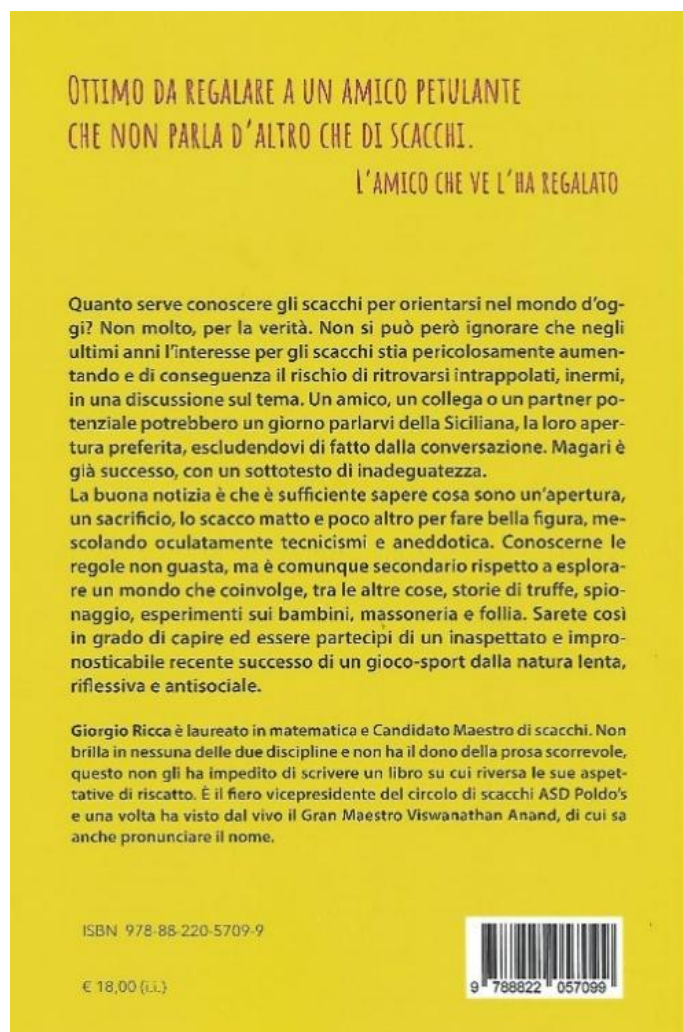 OTTIMO DA REGALARE A UN AMICO PETULANTE
CHE NON PARLA D'ALTRO CHE DI SCACCHI.
L'AMICO CHE VE L'HA REGALATO
Quanto serve conoscere gli scacchi per orientarsi nel mondo d'og-
gi? Non molto, per la verità. Non si può però ignorare che negli
ultimi anni l'interesse per gli scacchi stia pericolosamente aumen-
tando e di conseguenza il rischio di ritrovarsi intrappolati, inermi,
in una discussione sul tema. Un amico, un collega o un partner po-
tenziale potrebbero un giorno parlarvi della Siciliana, la loro aper-
tura preferita, escludendovi di fatto dalla conversazione. Magari è
già successo, con un sottotesto di inadeguatezza.
La buona notizia è che è sufficiente sapere cosa sono un'apertura,
un sacrificio, lo scacco matto e poco altro per fare bella figura, me-
scolando oculatamente tecnicismi e aneddotica. Conoscerne le
regole non guasta, ma è comunque secondario rispetto a esplora-
re un mondo che coinvolge, tra le altre cose, storie di truffe, spio-
naggio, esperimenti sui bambini, massoneria e follia. Sarete così
in grado di capire ed essere partecipi di un inaspettato e impro-
nosticabile recente successo di un gioco-sport dalla natura lenta,
riflessiva e antisociale.
Giorgio Ricca è laureato in matematica e Candidato Maestro di scacchi. Non
brilla in nessuna delle due discipline e non ha il dono della prosa scorrevole,
questo non gli ha impedito di scrivere un libro su cui riversa le sue aspet-
tative di riscatto. È il fiero vicepresidente del circolo di scacchi ASD Poldo's
e una volta ha visto dal vivo il Gran Maestro Viswanathan Anand, di cui sa
anche pronunciare il nome.
ISBN 978-88-220-5709-9
€ 18,00 (i.i.)
9 788822 057099